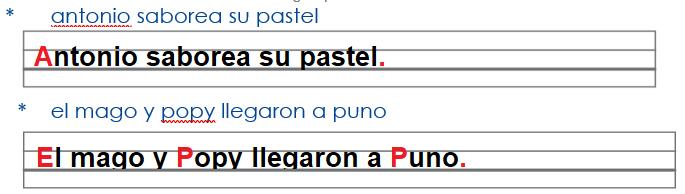 * antonio saborea su pastel
Antonio saborea su pastel.
* el mago y popy llegaron a puno
El mago y Popy llegaron a Puno.